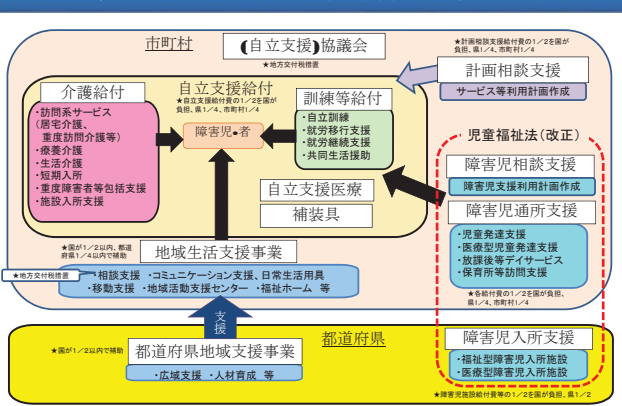 市町村
(自立支援)協議会
★地方交付税措置
★計画相談支援給付費の1/2を国が
負担、県1/4、市町村1/4
計画相談支援
サービス等利用計画作成
介護給付
・訪問系サービス
(居宅介護、
重度訪問介護等)
・療養介護
・生活介護
・短期入所
・重度障害者等包括支援
・施設入所支援
自立支援給付
★自立支援給付費の1/2を国が
負担、県1/4、市町村1/4
障害児・者
訓練等給付
・自立訓練
・就労移行支援
・就労継続支援
・共同生活援助
自立支援医療
補装具
児童福祉法(改正)
障害児相談支援
障害児支援利用計画作成
障害児通所支援
・児童発達支援
・医療型児童発達支援
・放課後等デイサービス
・保育所等訪問支援
★各給付費の1/2を国が負担、
県1/4、市町村1/4
★国が1/2以内、都道
府県1/4以内で補助
地域生活支援事業
★地方交付税措置
・相談支援 ・コミュニケーション支援、日常生活用具
・移動支援 ・地域活動支援センター ・福祉ホーム 等
支援
都道府県
★国が1/2以内で補助
都道府県地域支援事業
・広域支援 ・人材育成 等
障害児入所支援
・福祉型障害児入所施設
・医療型障害児入所施設
★障害児施設給付費等の1/2を国が負担、県1/2